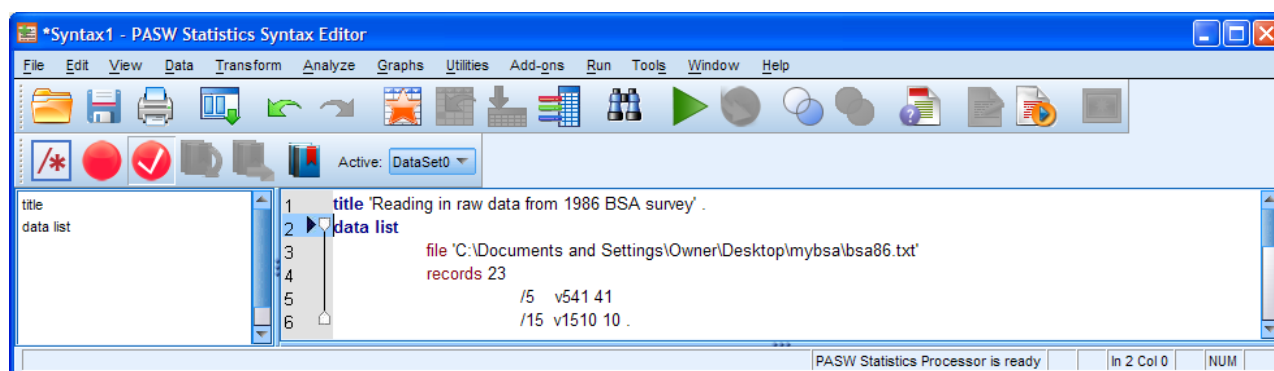 *Syntax1 - PASW Statistics Syntax Editor
File Edit View Data Transform Analyze Graphs Utilities Add-ons Run Tools Window Help
/* Active: DataSet0
title
data list
1 title 'Reading in raw data from 1986 BSA survey' .
2 data list
3 file 'C:\Documents and Settings\Owner\Desktop\mybsa\bsa86.txt'
4 records 23
5 /5 v541 41
6 /15 v1510 10 .
PASW Statistics Processor is ready In 2 Col 0 NUM